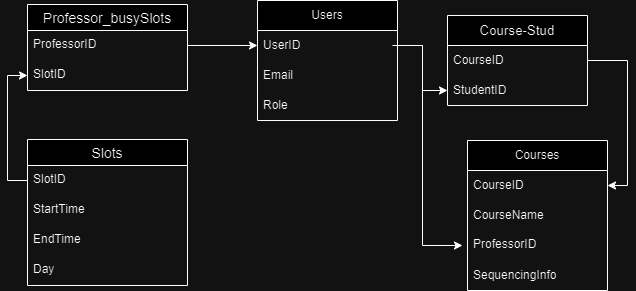 Professor_busySlots
ProfessorID
SlotID
Users
UserID
Email
Role
Course-Stud
CourseID
StudentID
Slots
SlotID
StartTime
EndTime
Day
Courses
CourseID
CourseName
ProfessorID
SequencingInfo